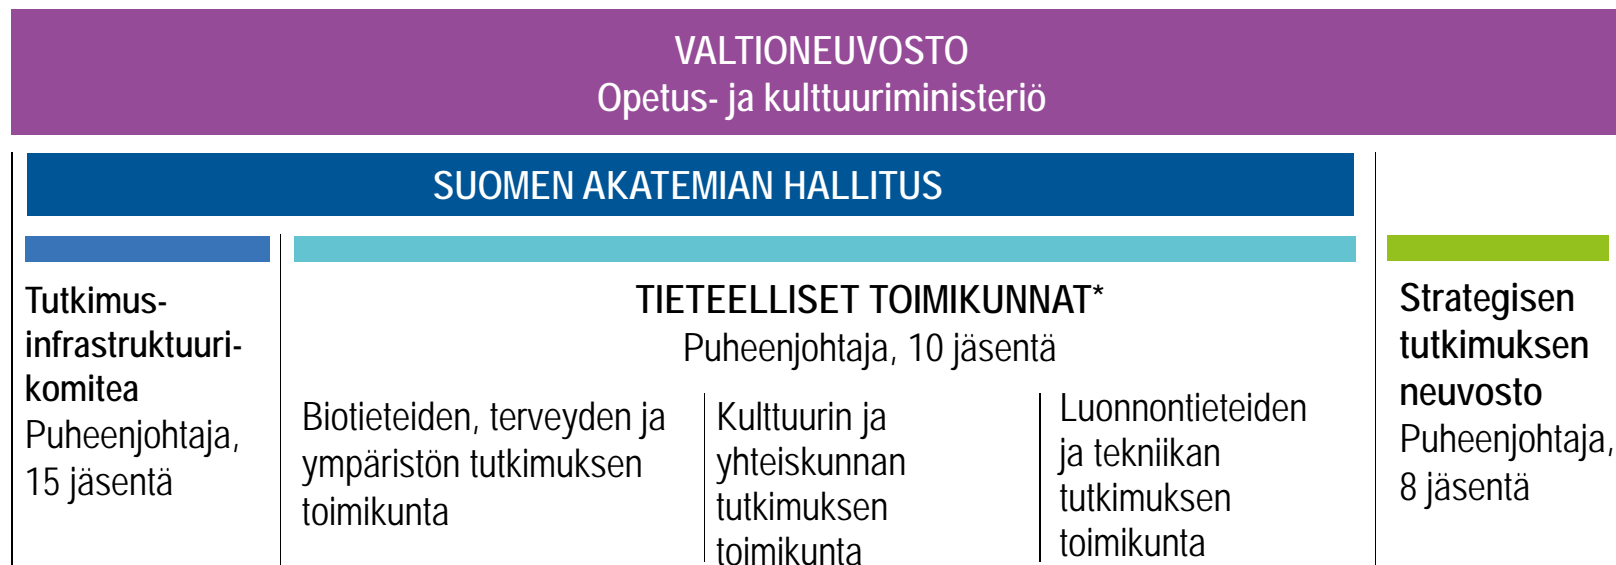 VALTIONEUVOSTO
Opetus- ja kulttuuriministeriö
SUOMEN AKATEMIAN HALLITUS
Tutkimus-
infrastruktuuri-
komitea
Puheenjohtaja,
15 jäsentä
TIETEELLISET TOIMIKUNNAT*
Puheenjohtaja, 10 jäsentä
Biotieteiden, terveyden ja
ympäristön tutkimuksen
toimikunta
Kulttuurin ja
yhteiskunnan
tutkimuksen
toimikunta
Luonnontieteiden
ja tekniikan
tutkimuksen
toimikunta
Strategisen
tutkimuksen
neuvosto
Puheenjohtaja,
8 jäsentä